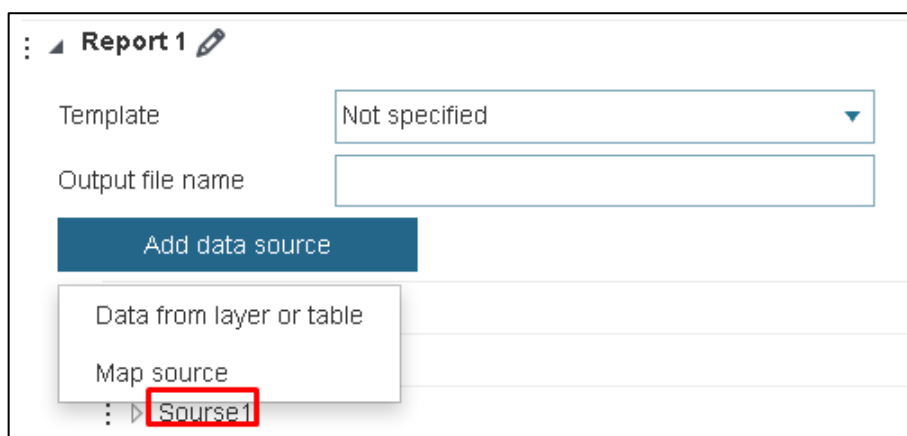 Report 1
Template
Not specified
Output file name
Add data source
Data from layer or table
Map source
Sourse1